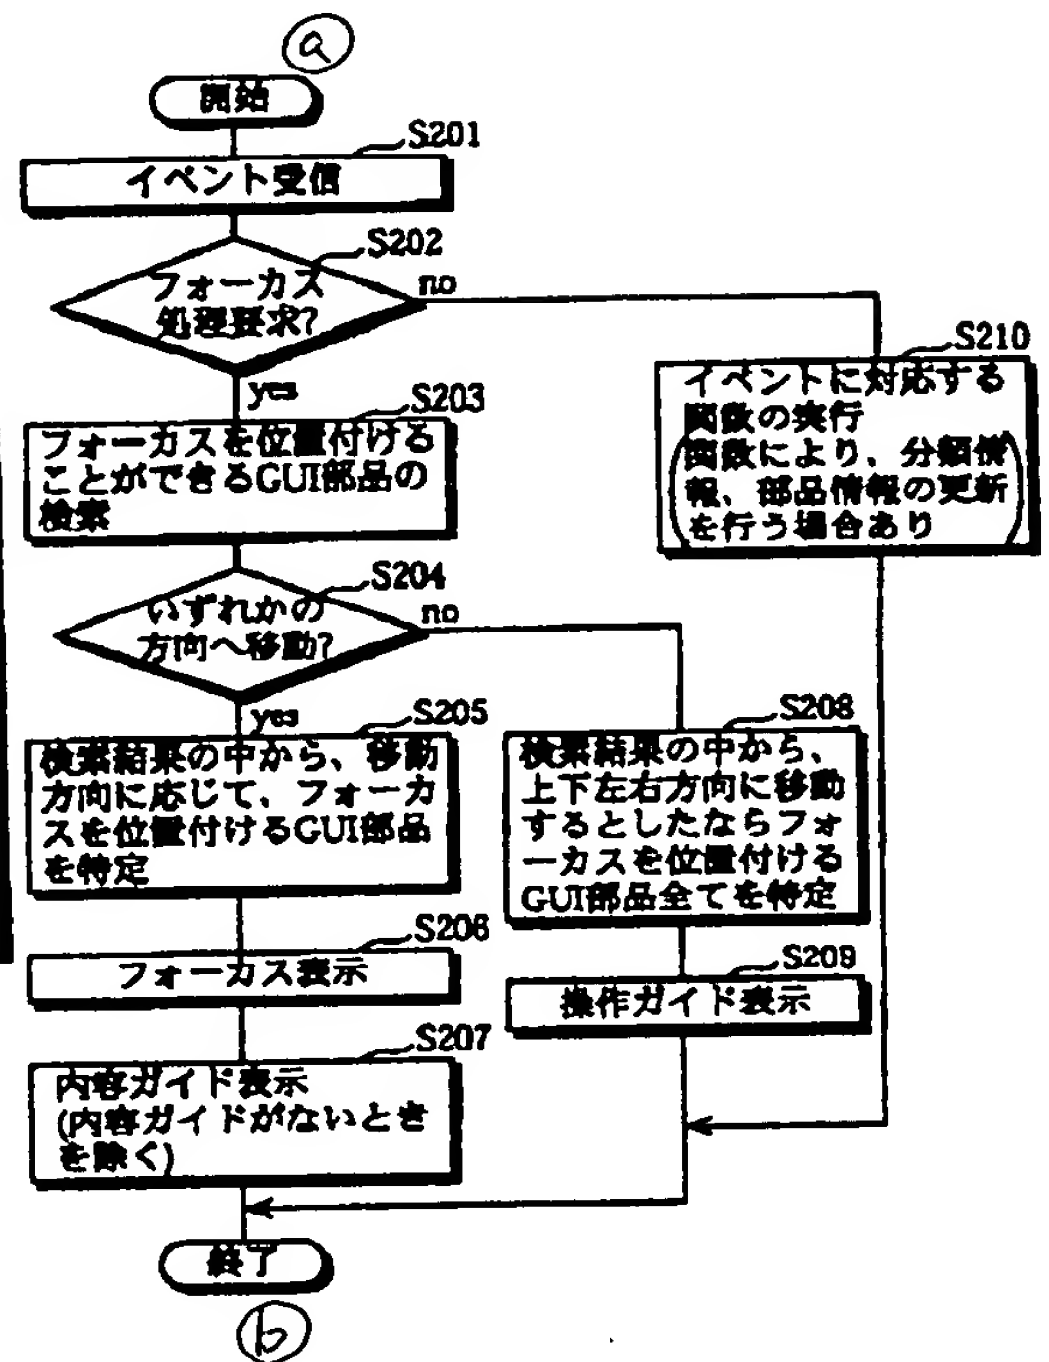 a
開始
S201
イベント受信
S202
フォーカス
処理要求?
no
yes
S210
イベントに対応する
関数の実行
(関数により、分類情
報、部品情報の更新
を行う場合あり)
S203
フォーカスを位置付ける
ことができるGUI部品の
検索
S204
いずれかの
方向へ移動?
no
yes
S205
検索結果の中から、移動
方向に応じて、フォーカ
スを位置付けるGUI部品
を特定
S208
検索結果の中から、
上下左右方向に移動
するとしたならフォ
ーカスを位置付ける
GUI部品全てを特定
S206
フォーカス表示
S209
操作ガイド表示
S207
内容ガイド表示
(内容ガイドがないとき
を除く)
終了
b